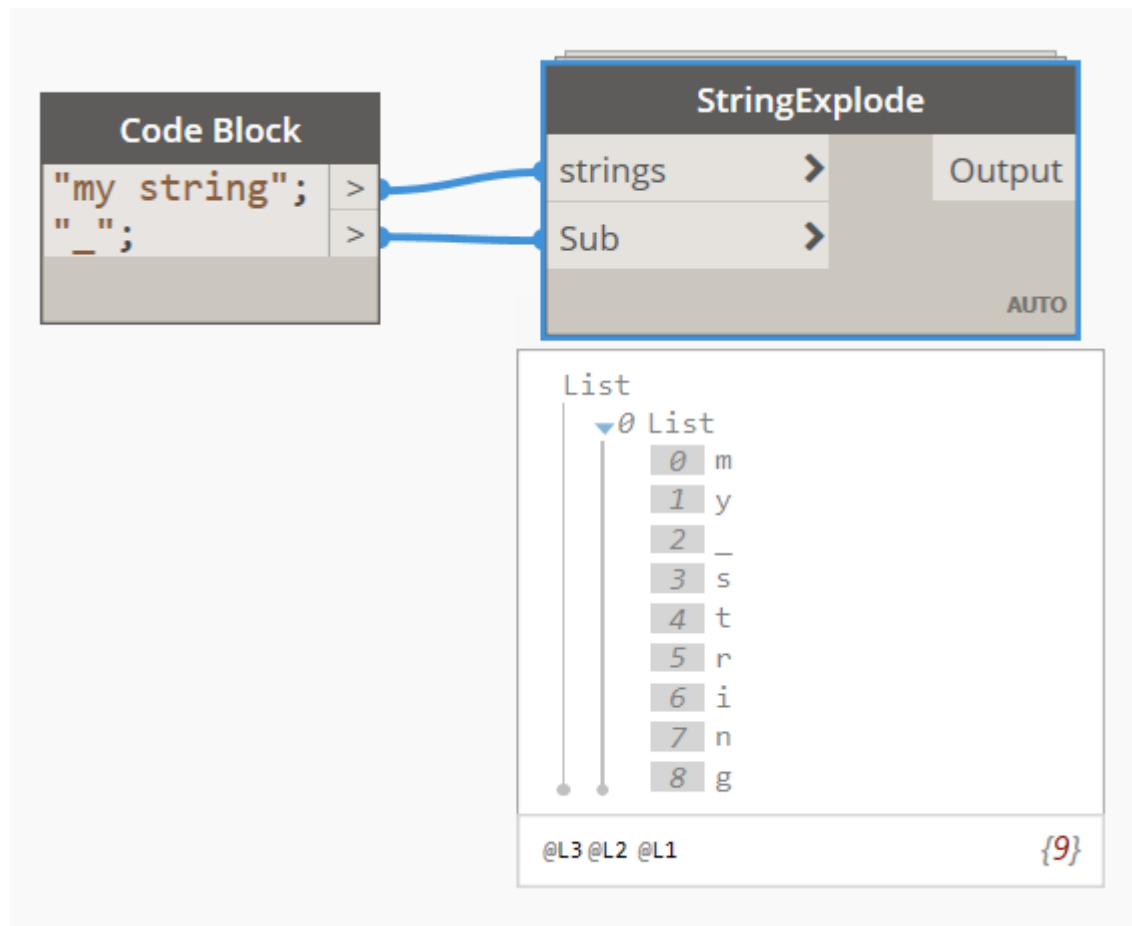 Code Block
"my string"; >
"_"; >
StringExplode
strings > Output
Sub >
AUTO
List
0 List
0 m
1 y
2 _
3 s
4 t
5 r
6 i
7 n
8 g
@L3 @L2 @L1 {9}